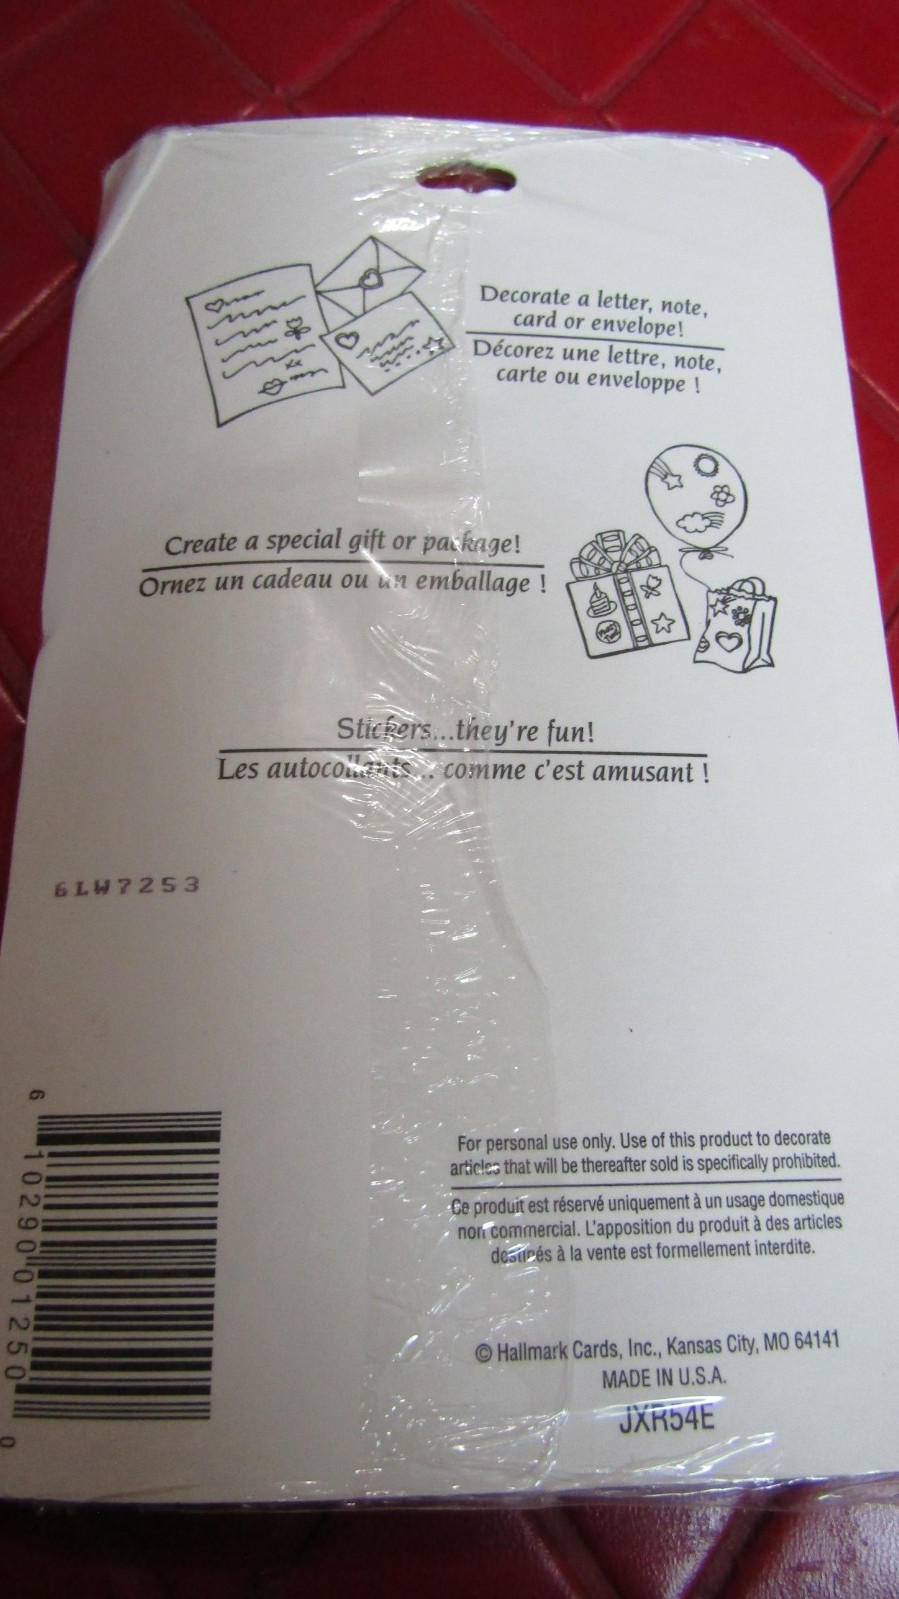 Decorate a letter, note,
card or envelope!
Décorez une lettre, note,
carte ou enveloppe !
Create a special gift or package!
Ornez un cadeau ou un emballage !
Stickers...they're fun!
Les autocollants... comme c'est amusant !
6LW7253
6 10290 01250 0
For personal use only. Use of this product to decorate
articles that will be thereafter sold is specifically prohibited.
Ce produit est réservé uniquement à un usage domestique
non commercial. L'apposition du produit à des articles
destinés à la vente est formellement interdite.
© Hallmark Cards, Inc., Kansas City, MO 64141
MADE IN U.S.A.
JXR54E